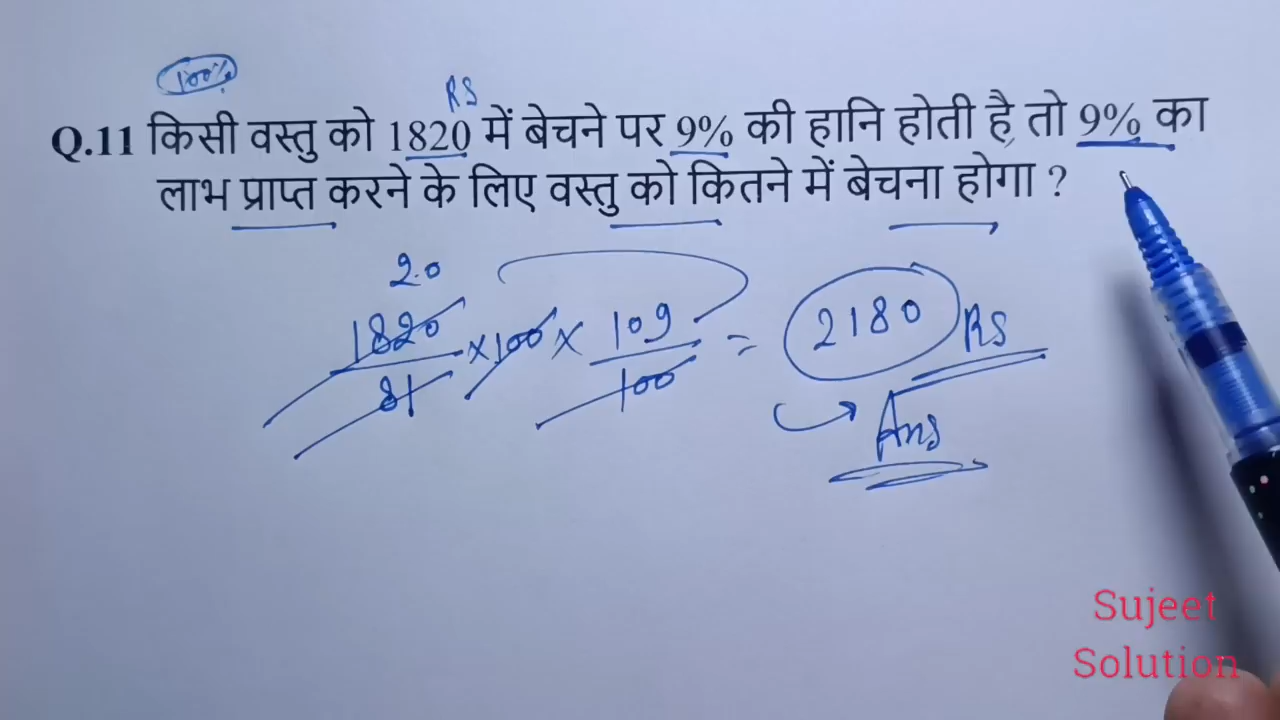 100%
RS
Q.11 किसी वस्तु को 1820 में बेचने पर 9% की हानि होती है, तो 9% का
लाभ प्राप्त करने के लिए वस्तु को कितने में बेचना होगा ?
20
1820/91 × 100 × 109/100 = 2180 RS
Ans
Sujeet
Solution